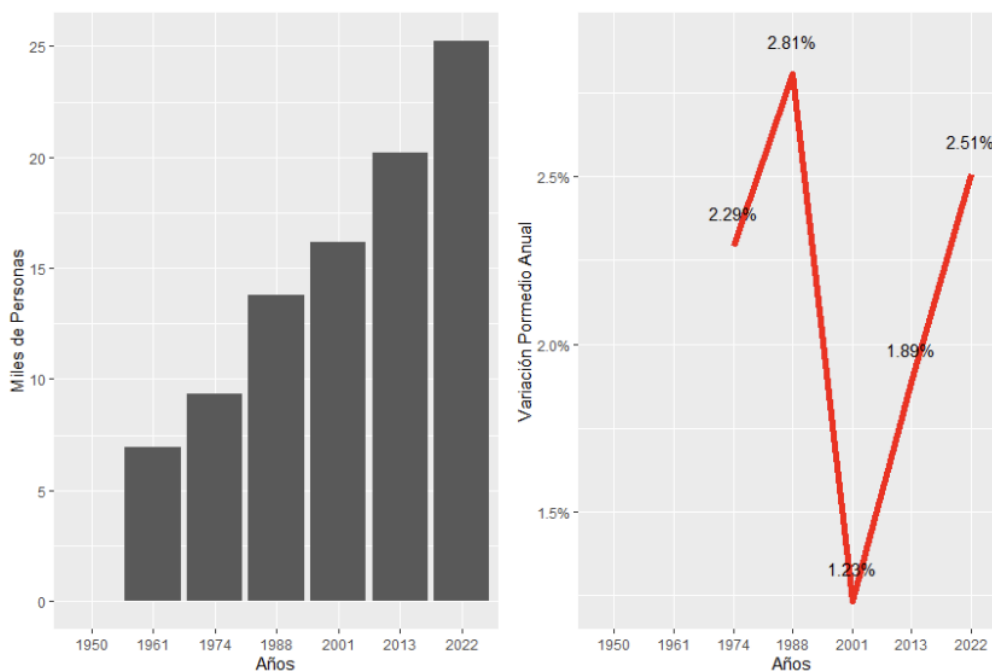 Miles de Personas
25
20
15
10
5
0
1950 1961 1974 1988 2001 2013 2022
Años
Variación Pormedio Anual
2.5%
2.0%
1.5%
2.81%
2.51%
2.29%
1.89%
1.23%
1950 1961 1974 1988 2001 2013 2022
Años